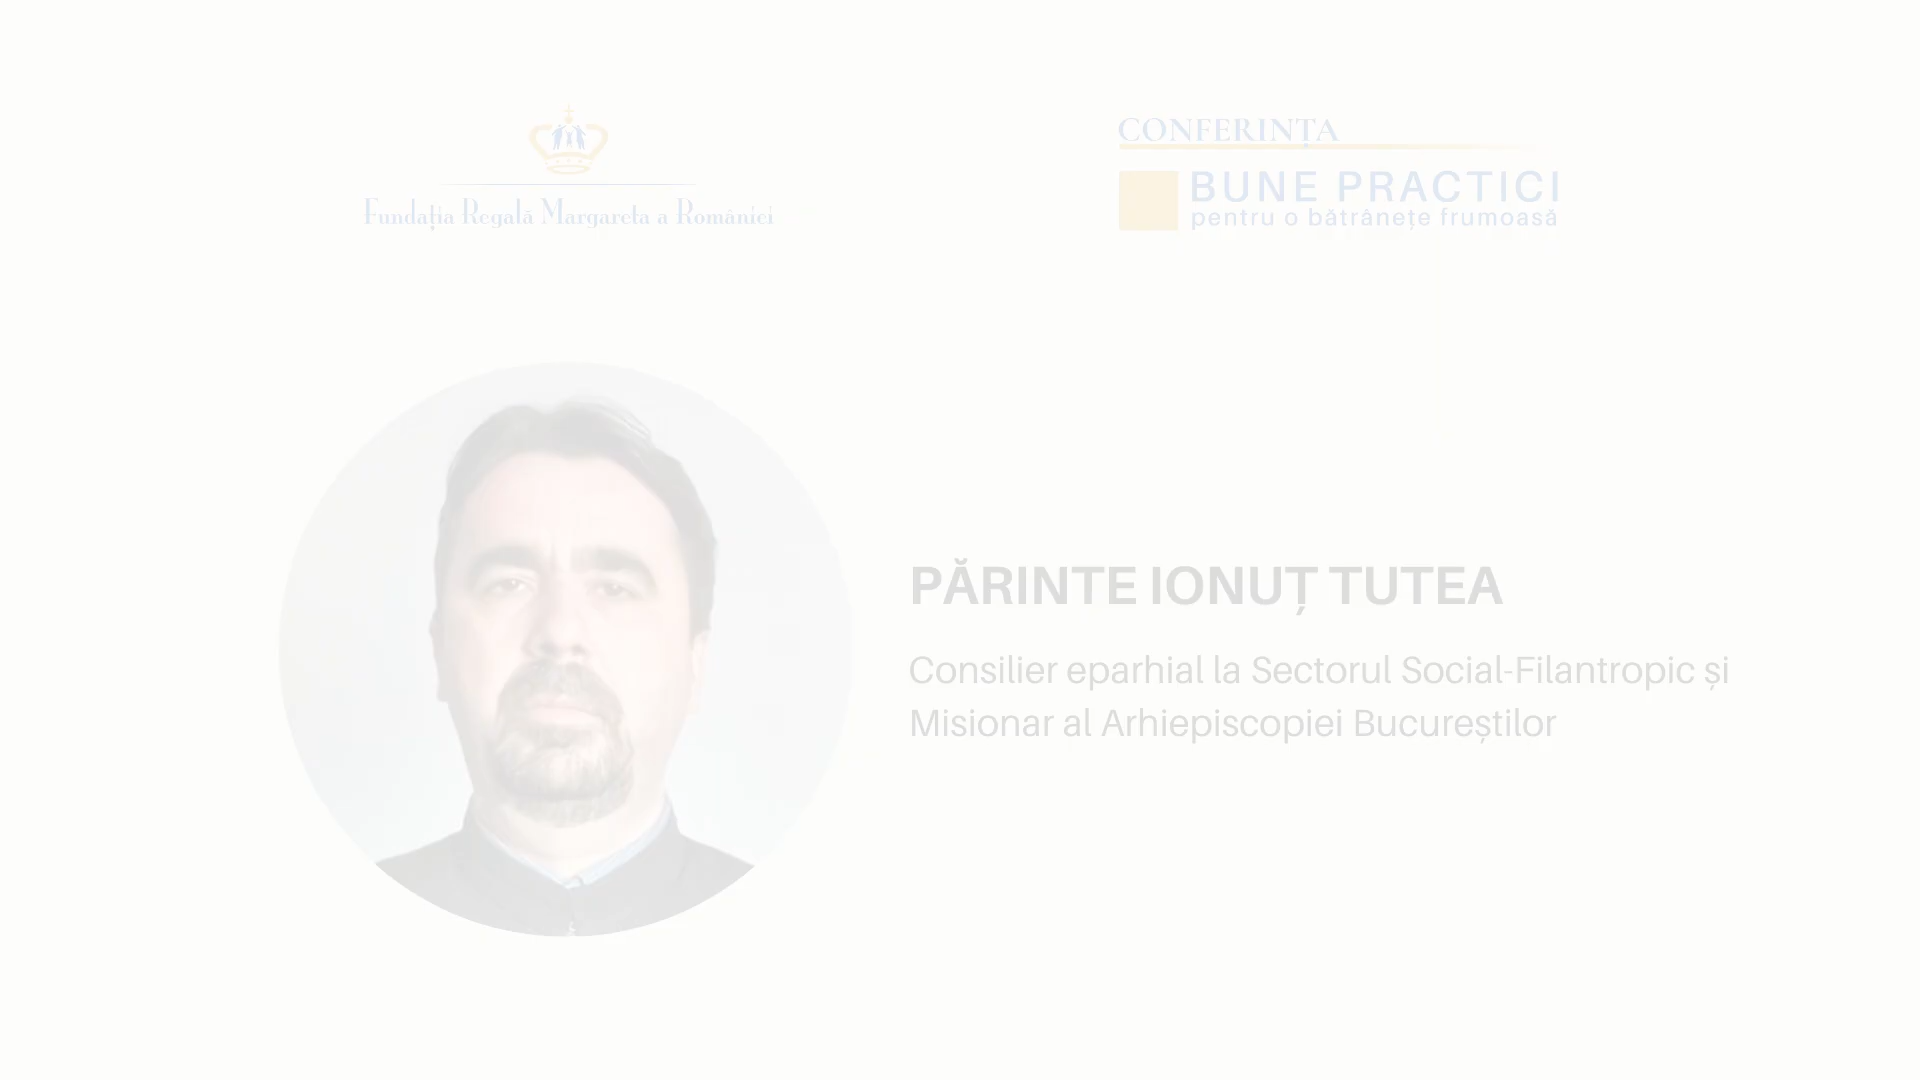 Fundația Regală Margareta a României
CONFERINȚA
BUNE PRACTICI
pentru o bătrânețe frumoasă
PĂRINTE IONUȚ TUTEA
Consilier eparhial la Sectorul Social-Filantropic și
Misionar al Arhiepiscopiei Bucureștilor